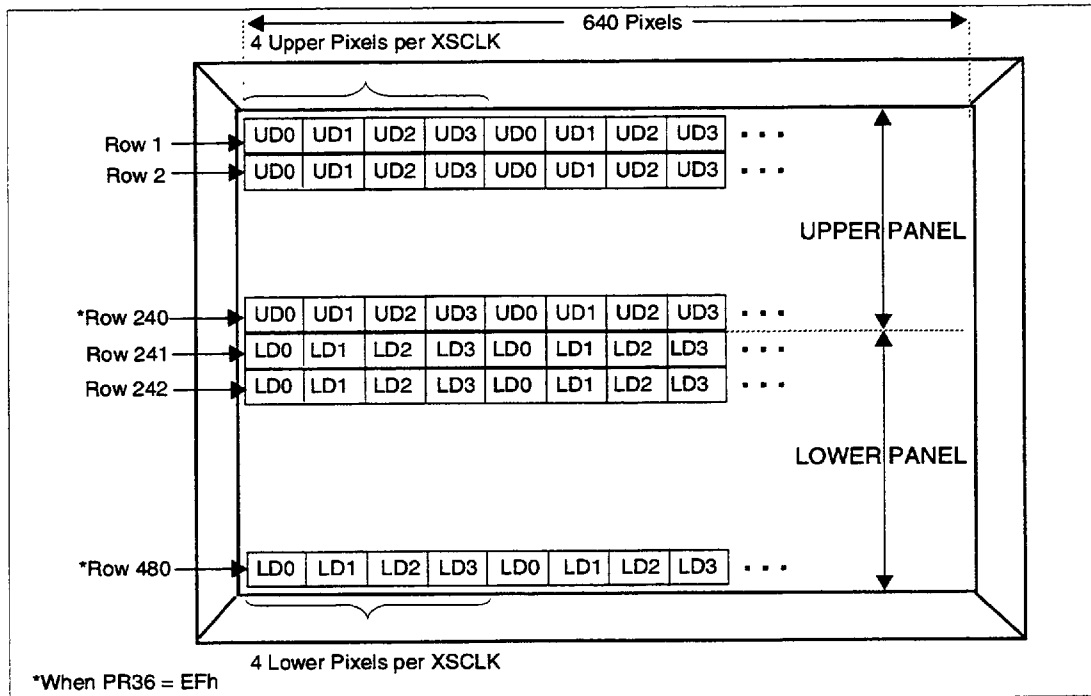 640 Pixels
4 Upper Pixels per XSCLK
Row 1 UD0 UD1 UD2 UD3 UD0 UD1 UD2 UD3 • • •
Row 2 UD0 UD1 UD2 UD3 UD0 UD1 UD2 UD3 • • •
UPPER PANEL
*Row 240 UD0 UD1 UD2 UD3 UD0 UD1 UD2 UD3 • • •
Row 241 LD0 LD1 LD2 LD3 LD0 LD1 LD2 LD3 • • •
Row 242 LD0 LD1 LD2 LD3 LD0 LD1 LD2 LD3 • • •
LOWER PANEL
*Row 480 LD0 LD1 LD2 LD3 LD0 LD1 LD2 LD3 • • •
4 Lower Pixels per XSCLK
*When PR36 = EFh